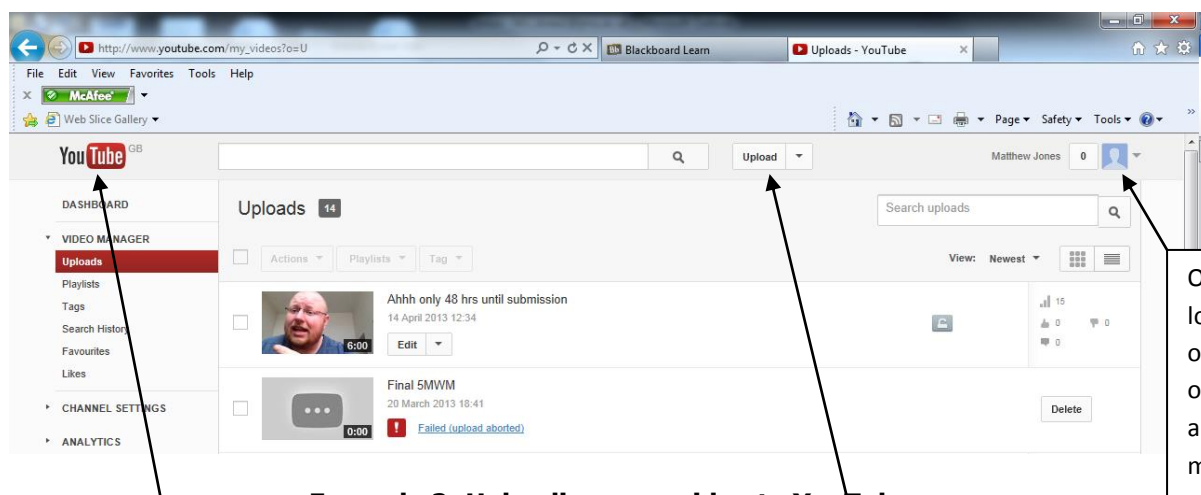 http://www.youtube.com/my_videos?o=U
Blackboard Learn
Uploads - YouTube
File Edit View Favorites Tools Help
X McAfee
Web Slice Gallery
Page Safety Tools
YouTube GB
Upload
Matthew Jones 0
DASHBOARD
VIDEO MANAGER
Uploads
Playlists
Tags
Search History
Favourites
Likes
CHANNEL SETTINGS
ANALYTICS
Uploads 14
Search uploads
Actions Playlists Tag
View: Newest
6:00
Ahhh only 48 hrs until submission
14 April 2013 12:34
Edit
15
0 0
0
0:00
Final 5MWM
20 March 2013 18:41
! Failed (upload aborted)
Delete